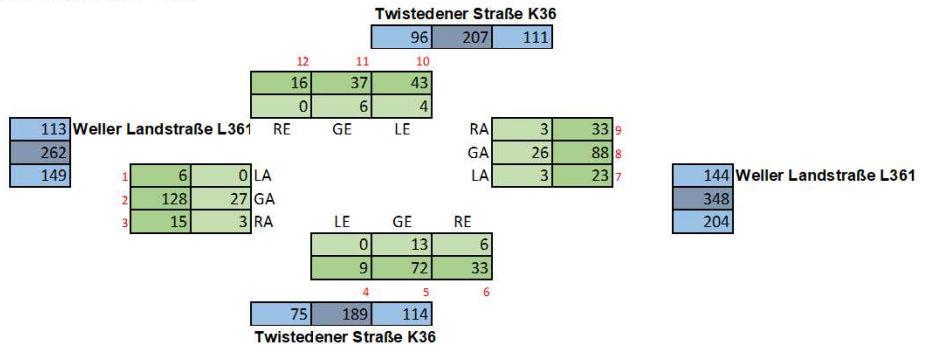 Twistedener Straße K36
96 207 111
12 11 10
16 37 43
0 6 4
113 Weller Landstraße L361 RE GE LE RA 3 33 9
262 GA 26 88 8
149 1 6 0 LA LA 3 23 7 144 Weller Landstraße L361
2 128 27 GA 348
3 15 3 RA LE GE RE 204
0 13 6
9 72 33
4 5 6
75 189 114
Twistedener Straße K36